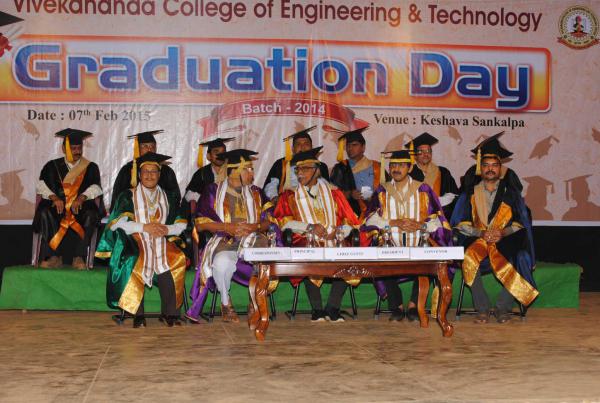 Vivekananda College of Engineering & Technology
Graduation Day
Batch - 2014
Date : 07th Feb 2015
Venue : Keshava Sankalpa
PRINCIPAL
CHIEF GUEST
PRESIDENT
CONVENOR